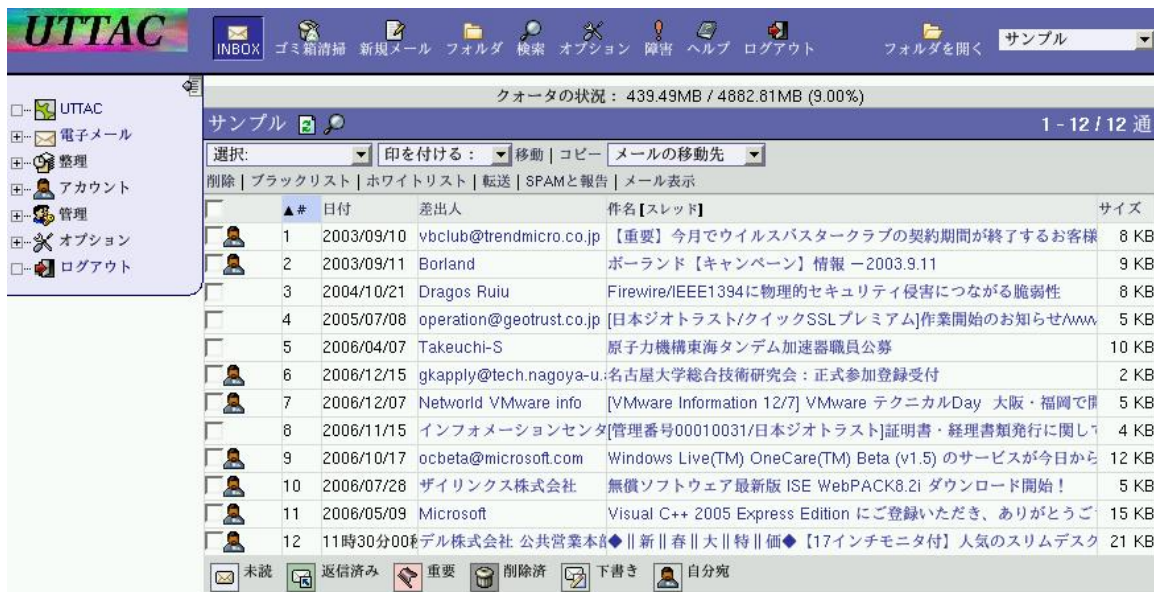 UTTAC
INBOX ゴミ箱清掃 新規メール フォルダ 検索 オプション 障害 ヘルプ ログアウト フォルダを開く サンプル
クォータの状況： 439.49MB / 4882.81MB (9.00%)
UTTAC
電子メール
整理
アカウント
管理
オプション
ログアウト
サンプル 1 - 12 / 12 通
選択: 印を付ける： 移動 | コピー メールの移動先
削除 | ブラックリスト | ホワイトリスト | 転送 | SPAMと報告 | メール表示
▲# 日付 差出人 件名 [スレッド] サイズ
1 2003/09/10 vbclub@trendmicro.co.jp 【重要】今月でウイルスバスタークラブの契約期間が終了するお客様 8 KB
2 2003/09/11 Borland ボーランド【キャンペーン】情報 －2003.9.11 9 KB
3 2004/10/21 Dragos Ruiu Firewire/IEEE1394に物理的セキュリティ侵害につながる脆弱性 8 KB
4 2005/07/08 operation@geotrust.co.jp [日本ジオトラスト/クイックSSLプレミアム]作業開始のお知らせ/www 5 KB
5 2006/04/07 Takeuchi-S 原子力機構東海タンデム加速器職員公募 10 KB
6 2006/12/15 gkapply@tech.nagoya-u. 名古屋大学総合技術研究会：正式参加登録受付 2 KB
7 2006/12/07 Networld VMware info [VMware Information 12/7] VMware テクニカルDay 大阪・福岡で開 5 KB
8 2006/11/15 インフォメーションセンタ [管理番号00010031/日本ジオトラスト]証明書・経理書類発行に関して 4 KB
9 2006/10/17 ocbeta@microsoft.com Windows Live(TM) OneCare(TM) Beta (v1.5) のサービスが今日から 12 KB
10 2006/07/28 ザイリンクス株式会社 無償ソフトウェア最新版 ISE WebPACK8.2i ダウンロード開始！ 5 KB
11 2006/05/09 Microsoft Visual C++ 2005 Express Edition にご登録いただき、ありがとうご 15 KB
12 11時30分00秒 デル株式会社 公共営業本部 ◆‖新‖春‖大‖特‖価◆【17インチモニタ付】人気のスリムデスク 21 KB
未読 返信済み 重要 削除済 下書き 自分宛